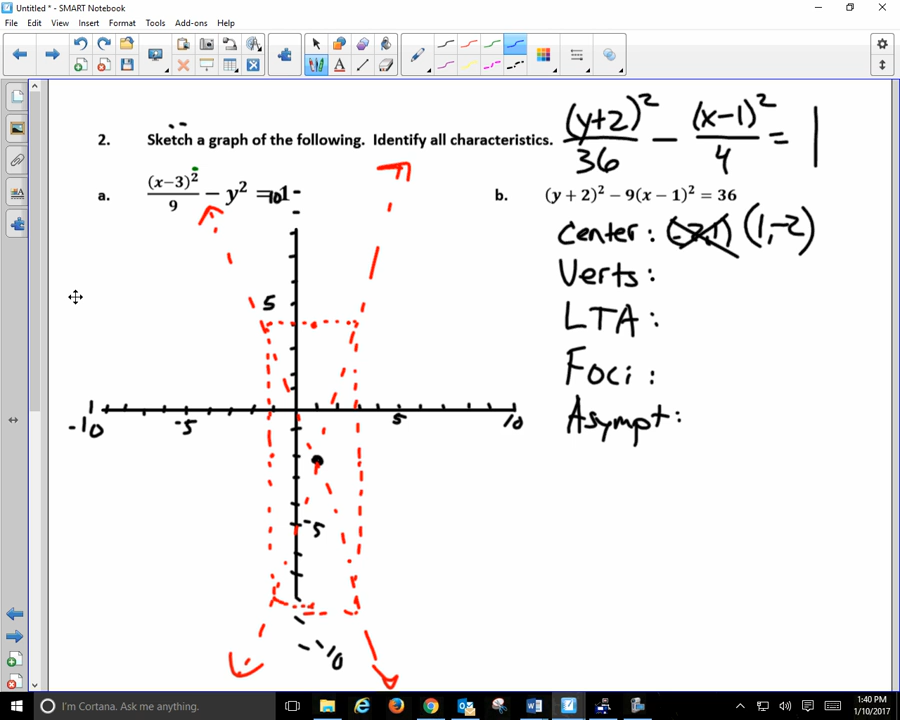 Untitled * - SMART Notebook
File Edit View Insert Format Tools Add-ons Help
2. Sketch a graph of the following. Identify all characteristics.
(y+2)² / 36 − (x−1)² / 4 = 1
a. (x−3)² / 9 − y² = 1
b. (y + 2)² − 9(x − 1)² = 36
Center: (-2,1) (1,-2)
Verts:
LTA:
Foci:
Asympt:
10
5
-10 -5 5 10
-5
-10
I'm Cortana. Ask me anything.
1:40 PM
1/10/2017